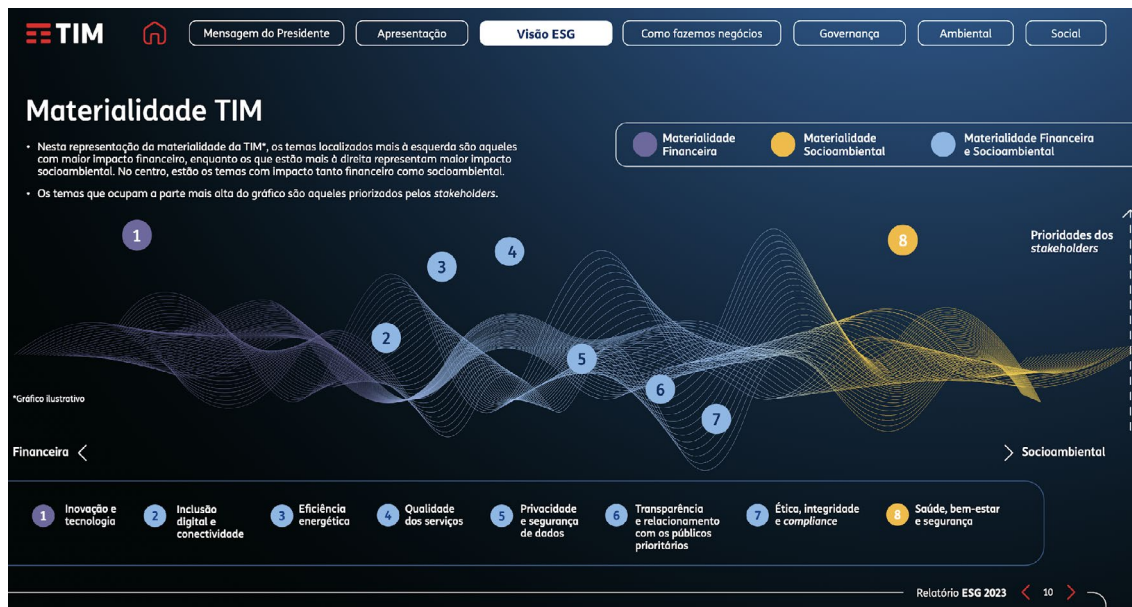 TIM
Mensagem do Presidente
Apresentação
Visão ESG
Como fazemos negócios
Governança
Ambiental
Social
Materialidade TIM
• Nesta representação da materialidade da TIM*, os temas localizados mais à esquerda são aqueles
com maior impacto financeiro, enquanto os que estão mais à direita representam maior impacto
socioambiental. No centro, estão os temas com impacto tanto financeiro como socioambiental.
• Os temas que ocupam a parte mais alta do gráfico são aqueles priorizados pelos stakeholders.
Materialidade
Financeira
Materialidade
Socioambiental
Materialidade Financeira
e Socioambiental
1
2
3
4
5
6
7
8
Prioridades dos
stakeholders
*Gráfico ilustrativo
Financeira
Socioambiental
1
Inovação e
tecnologia
2
Inclusão
digital e
conectividade
3
Eficiência
energética
4
Qualidade
dos serviços
5
Privacidade
e segurança
de dados
6
Transparência
e relacionamento
com os públicos
prioritários
7
Ética, integridade
e compliance
8
Saúde, bem-estar
e segurança
Relatório ESG 2023
10